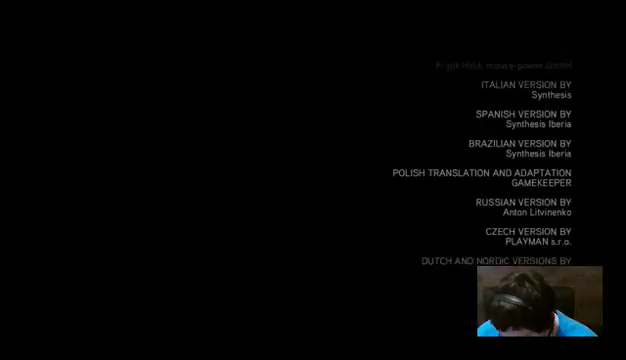 ITALIAN VERSION BY
Synthesis
SPANISH VERSION BY
Synthesis Iberia
BRAZILIAN VERSION BY
Synthesis Iberia
POLISH TRANSLATION AND ADAPTATION
GAMEKEEPER
RUSSIAN VERSION BY
Anton Litvinenko
CZECH VERSION BY
PLAYMAN s.r.o.
DUTCH AND NORDIC VERSIONS BY